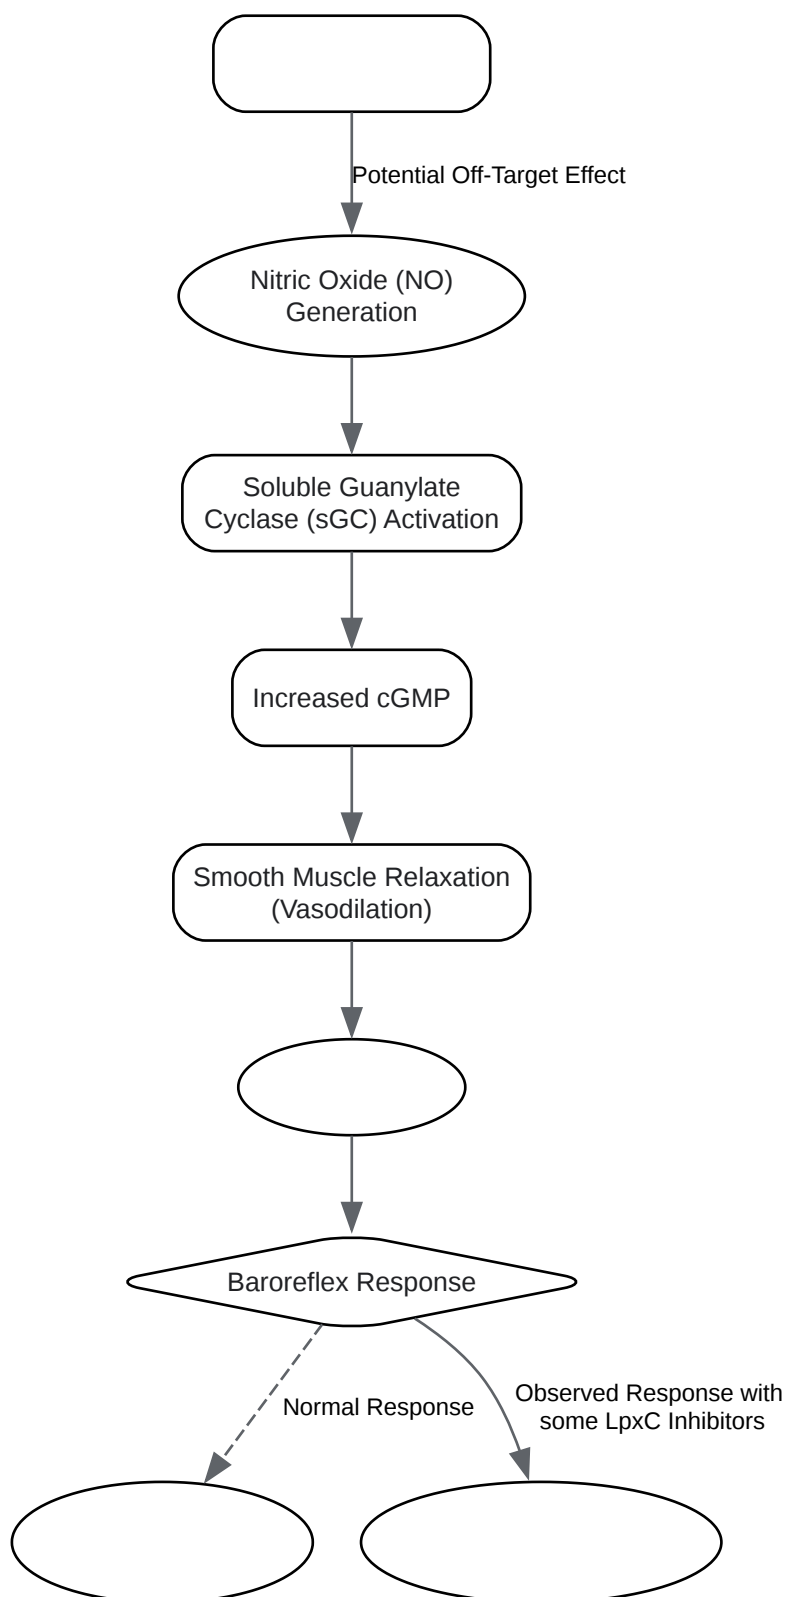 Potential Off-Target Effect
Nitric Oxide (NO)
Generation
Soluble Guanylate
Cyclase (sGC) Activation
Increased cGMP
Smooth Muscle Relaxation
(Vasodilation)
Baroreflex Response
Normal Response
Observed Response with
some LpxC Inhibitors